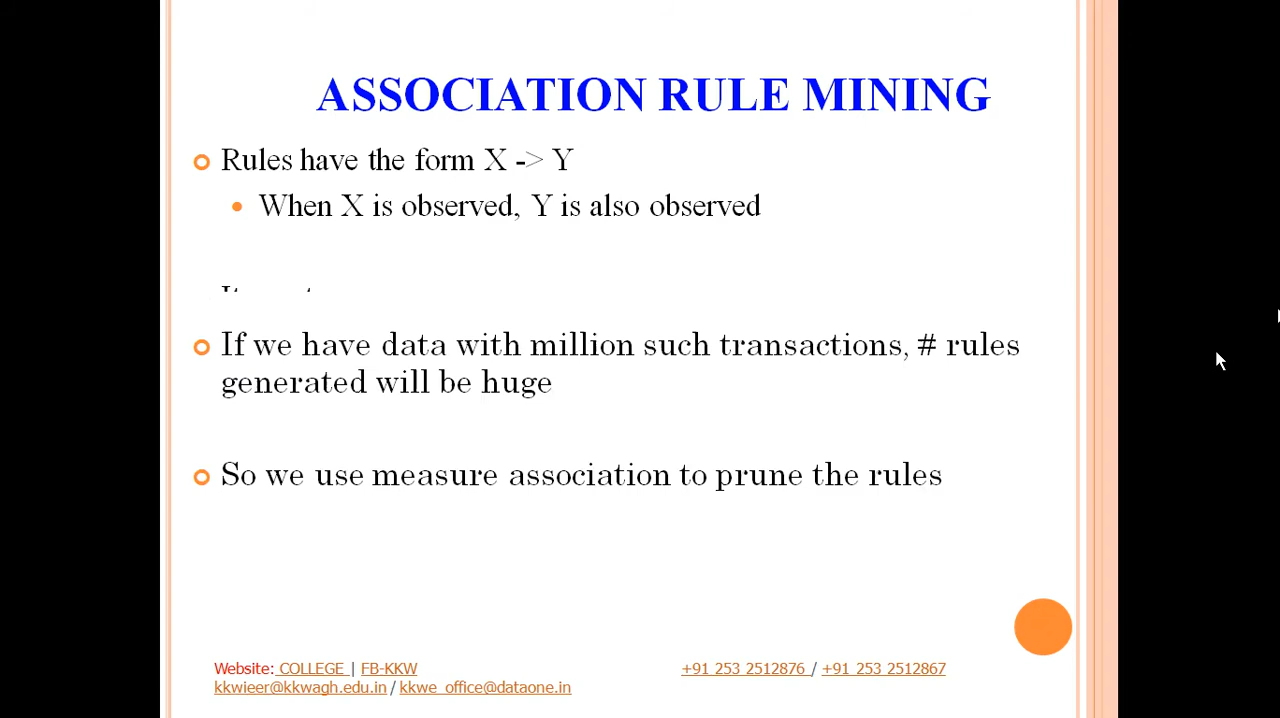 ASSOCIATION RULE MINING
Rules have the form X -> Y
When X is observed, Y is also observed
If we have data with million such transactions, # rules
generated will be huge
So we use measure association to prune the rules
Website: COLLEGE | FB-KKW
kkwieer@kkwagh.edu.in / kkwe_office@dataone.in
+91 253 2512876 / +91 253 2512867